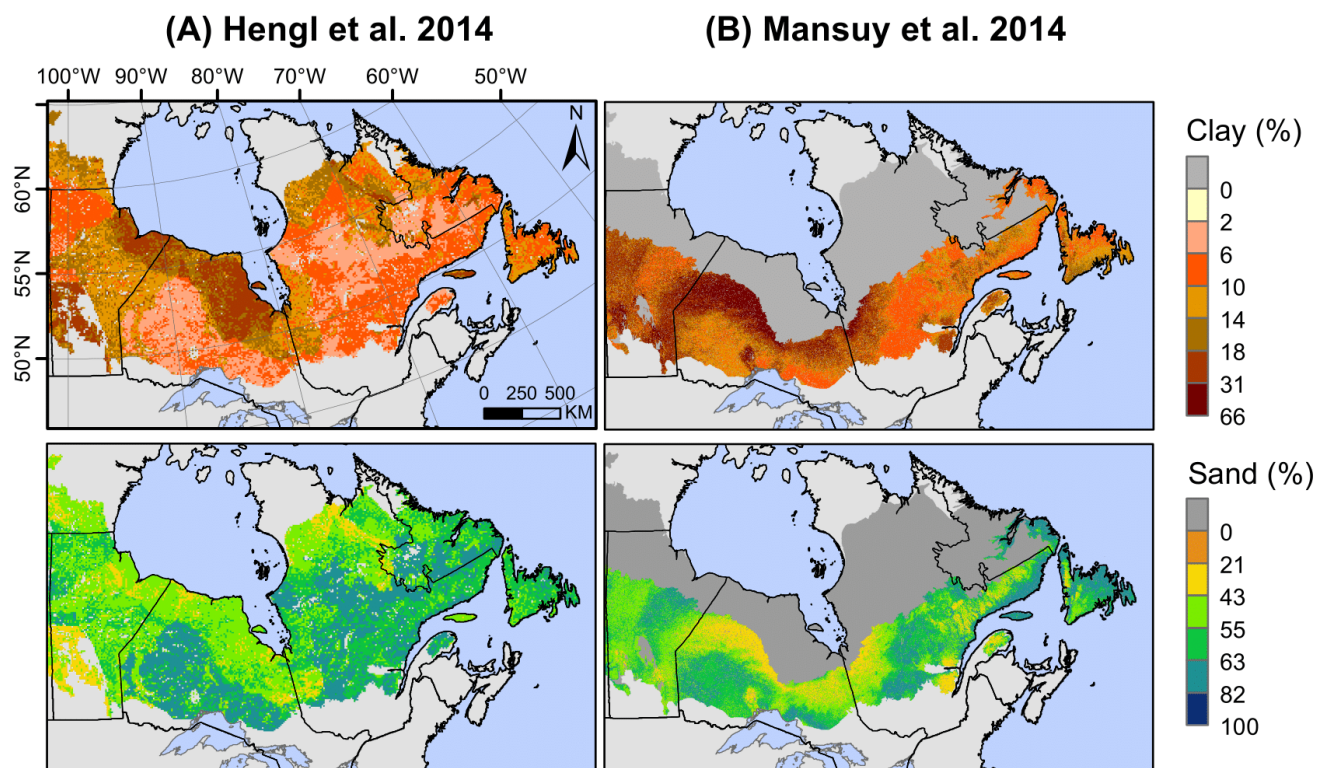 (A) Hengl et al. 2014
(B) Mansuy et al. 2014
100°W 90°W 80°W 70°W 60°W 50°W
N
60°N
55°N
50°N
0 250 500
KM
Clay (%)
0
2
6
10
14
18
31
66
Sand (%)
0
21
43
55
63
82
100